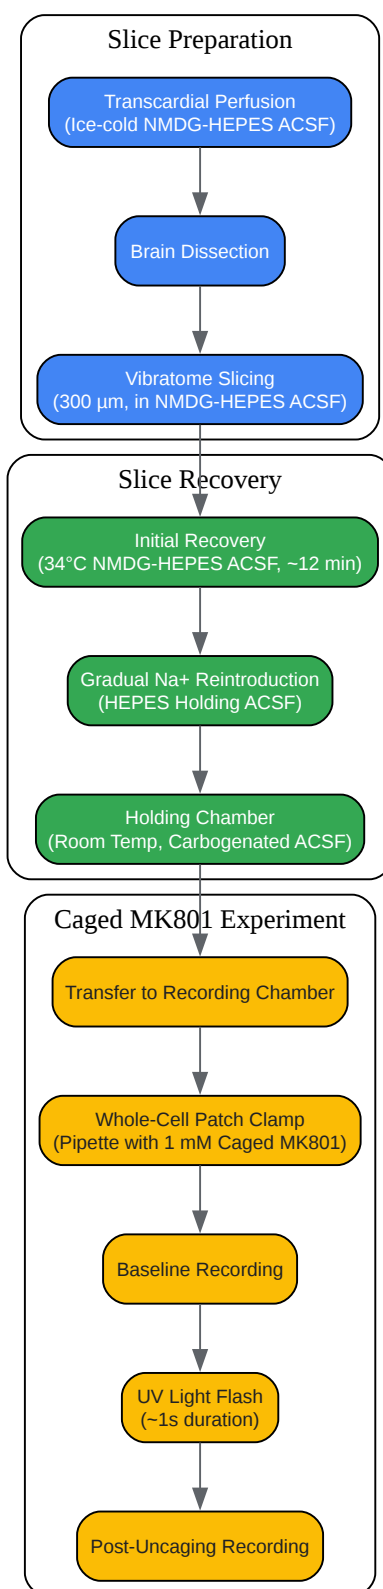 Slice Preparation
Transcardial Perfusion
(Ice-cold NMDG-HEPES ACSF)
Brain Dissection
Vibratome Slicing
(300 µm, in NMDG-HEPES ACSF)
Slice Recovery
Initial Recovery
(34°C NMDG-HEPES ACSF, ~12 min)
Gradual Na+ Reintroduction
(HEPES Holding ACSF)
Holding Chamber
(Room Temp, Carbogenated ACSF)
Caged MK801 Experiment
Transfer to Recording Chamber
Whole-Cell Patch Clamp
(Pipette with 1 mM Caged MK801)
Baseline Recording
UV Light Flash
(~1s duration)
Post-Uncaging Recording